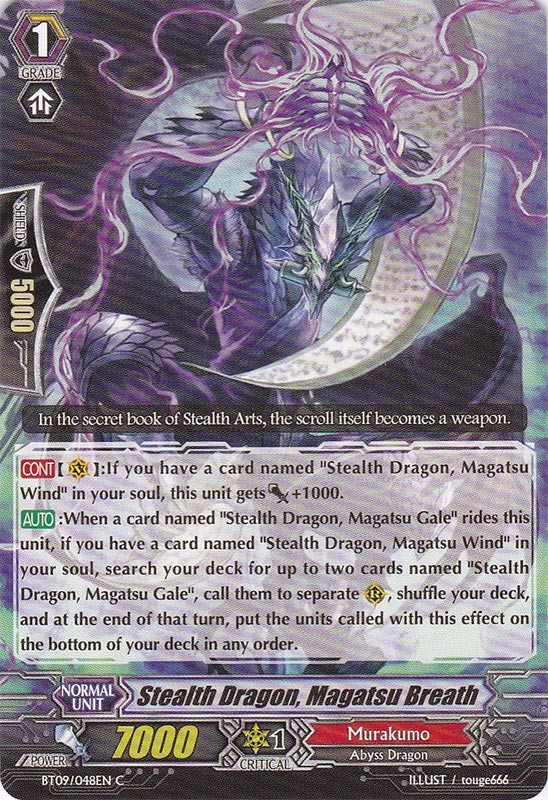 1
GRADE
SHIELD
5000
In the secret book of Stealth Arts, the scroll itself becomes a weapon.
CONT [ ]:If you have a card named "Stealth Dragon, Magatsu
Wind" in your soul, this unit gets +1000.
AUTO :When a card named "Stealth Dragon, Magatsu Gale" rides this
unit, if you have a card named "Stealth Dragon, Magatsu Wind" in
your soul, search your deck for up to two cards named "Stealth
Dragon, Magatsu Gale", call them to separate R, shuffle your deck,
and at the end of that turn, put the units called with this effect on
the bottom of your deck in any order.
NORMAL
UNIT
Stealth Dragon, Magatsu Breath
POWER
7000
1
CRITICAL
Murakumo
Abyss Dragon
BT09/048EN C
ILLUST / touge666